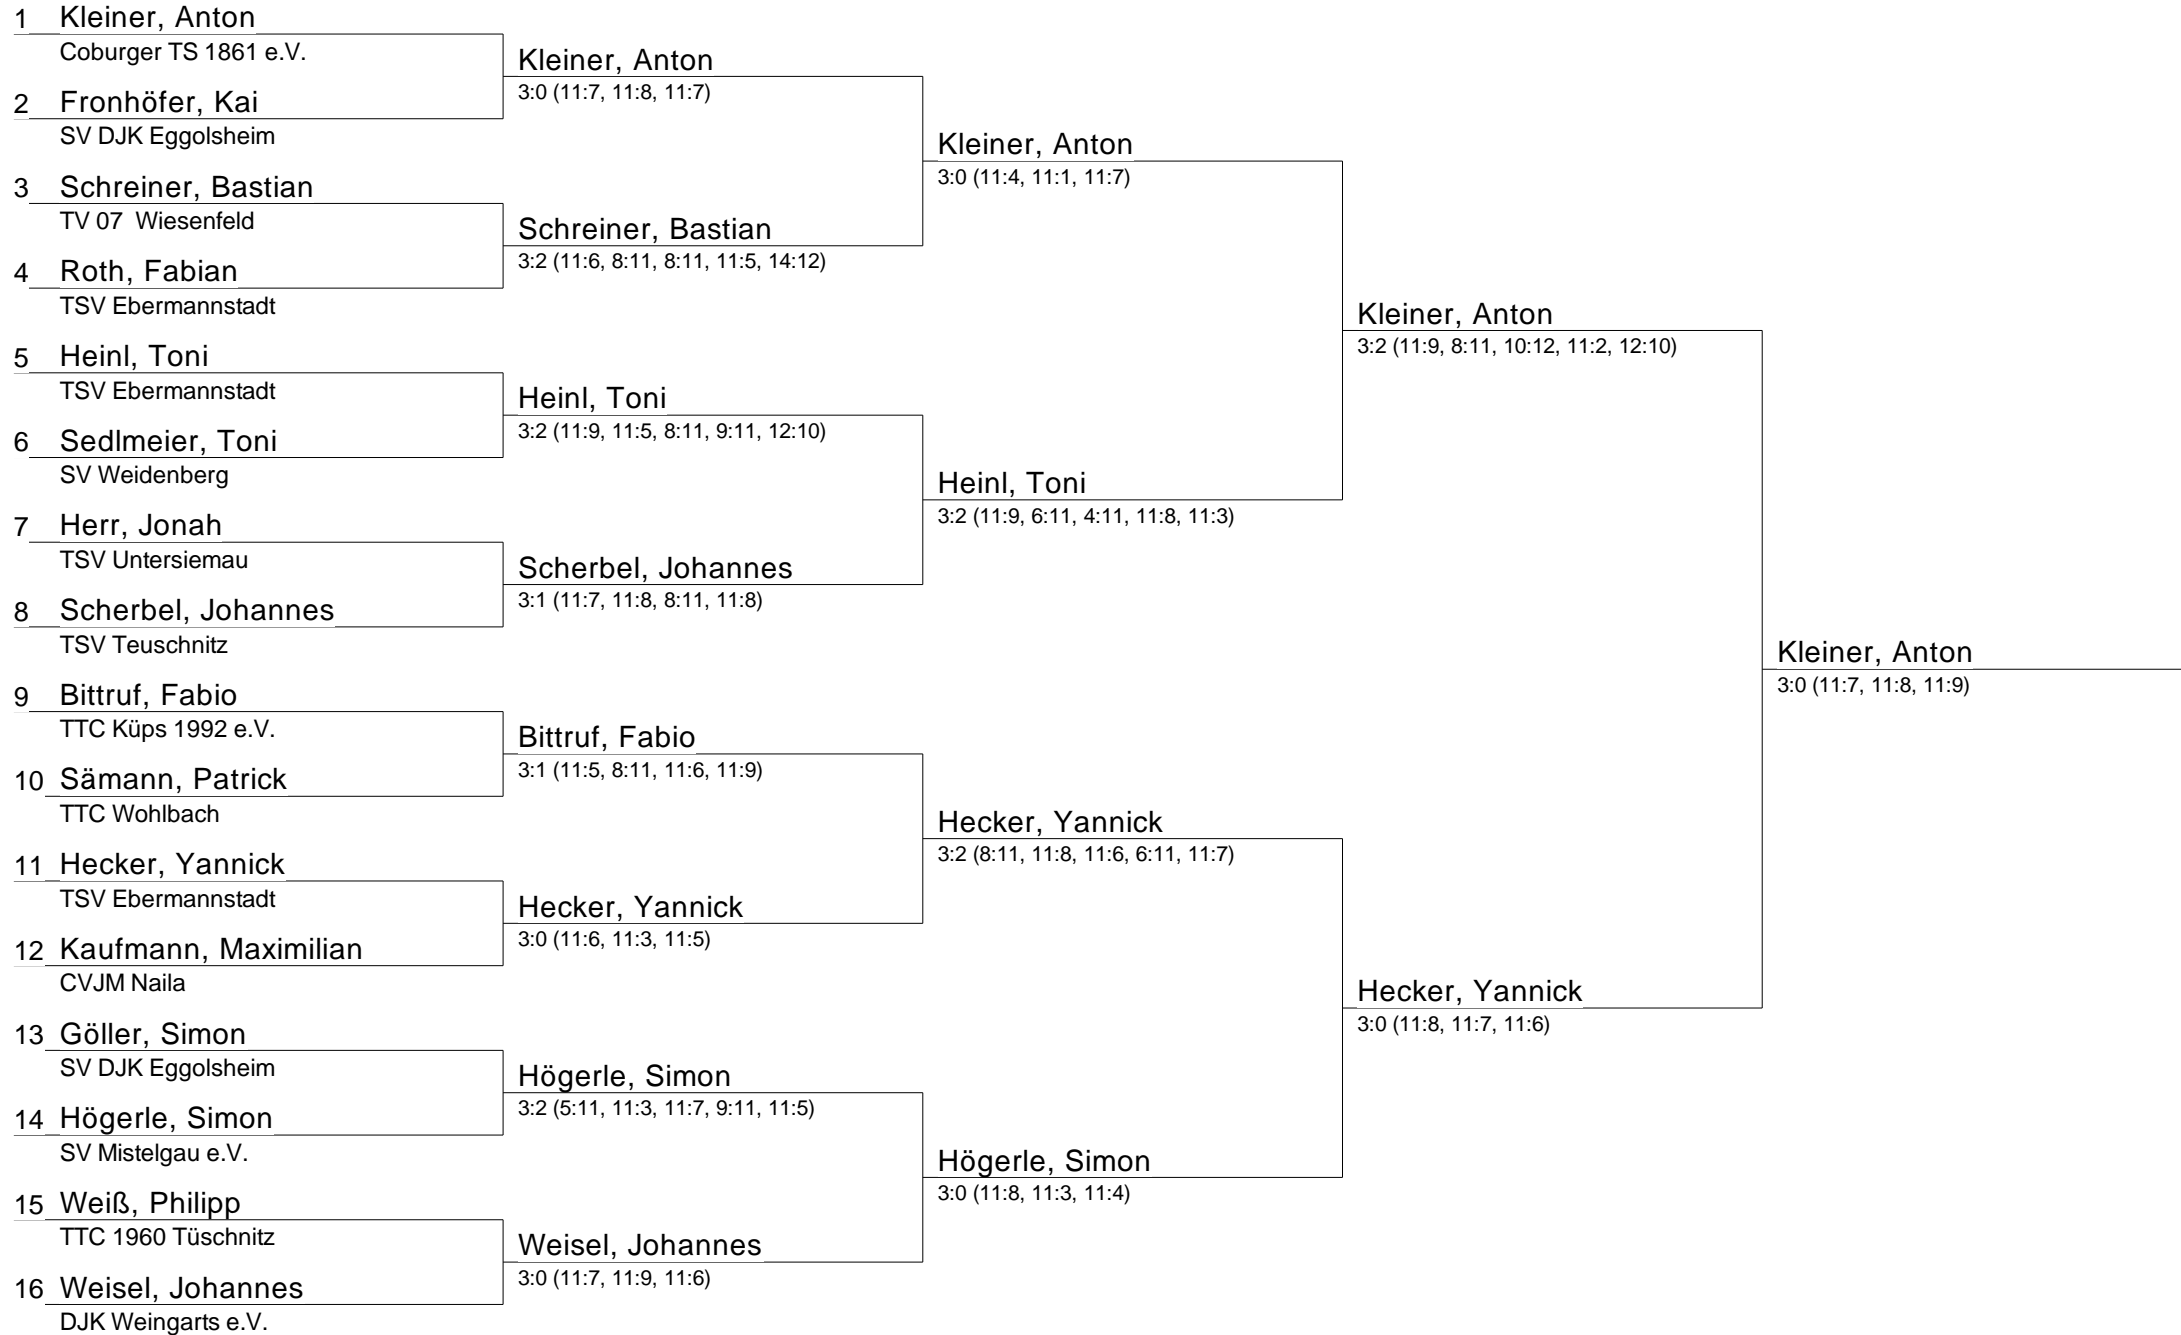 1 Kleiner, Anton
Coburger TS 1861 e.V.
2 Fronhöfer, Kai
SV DJK Eggolsheim
3 Schreiner, Bastian
TV 07  Wiesenfeld
4 Roth, Fabian
TSV Ebermannstadt
5 Heinl, Toni
TSV Ebermannstadt
6 Sedlmeier, Toni
SV Weidenberg
7 Herr, Jonah
TSV Untersiemau
8 Scherbel, Johannes
TSV Teuschnitz
9 Bittruf, Fabio
TTC Küps 1992 e.V.
10 Sämann, Patrick
TTC Wohlbach
11 Hecker, Yannick
TSV Ebermannstadt
12 Kaufmann, Maximilian
CVJM Naila
13 Göller, Simon
SV DJK Eggolsheim
14 Högerle, Simon
SV Mistelgau e.V.
15 Weiß, Philipp
TTC 1960 Tüschnitz
16 Weisel, Johannes
DJK Weingarts e.V.
Kleiner, Anton
3:0 (11:7, 11:8, 11:7)
Schreiner, Bastian
3:2 (11:6, 8:11, 8:11, 11:5, 14:12)
Heinl, Toni
3:2 (11:9, 11:5, 8:11, 9:11, 12:10)
Scherbel, Johannes
3:1 (11:7, 11:8, 8:11, 11:8)
Bittruf, Fabio
3:1 (11:5, 8:11, 11:6, 11:9)
Hecker, Yannick
3:0 (11:6, 11:3, 11:5)
Högerle, Simon
3:2 (5:11, 11:3, 11:7, 9:11, 11:5)
Weisel, Johannes
3:0 (11:7, 11:9, 11:6)
Kleiner, Anton
3:0 (11:4, 11:1, 11:7)
Heinl, Toni
3:2 (11:9, 6:11, 4:11, 11:8, 11:3)
Hecker, Yannick
3:2 (8:11, 11:8, 11:6, 6:11, 11:7)
Högerle, Simon
3:0 (11:8, 11:3, 11:4)
Kleiner, Anton
3:2 (11:9, 8:11, 10:12, 11:2, 12:10)
Hecker, Yannick
3:0 (11:8, 11:7, 11:6)
Kleiner, Anton
3:0 (11:7, 11:8, 11:9)